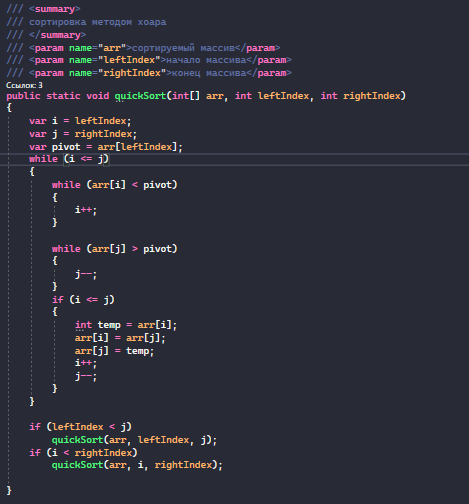 /// <summary>
/// сортировка методом хоара
/// </summary>
/// <param name="arr">сортируемый массив</param>
/// <param name="leftIndex">начало массива</param>
/// <param name="rightIndex">конец массива</param>
Ссылок: 3
public static void quickSort(int[] arr, int leftIndex, int rightIndex)
{
    var i = leftIndex;
    var j = rightIndex;
    var pivot = arr[leftIndex];
    while (i <= j)
    {
        while (arr[i] < pivot)
        {
            i++;
        }

        while (arr[j] > pivot)
        {
            j--;
        }
        if (i <= j)
        {
            int temp = arr[i];
            arr[i] = arr[j];
            arr[j] = temp;
            i++;
            j--;
        }
    }

    if (leftIndex < j)
        quickSort(arr, leftIndex, j);
    if (i < rightIndex)
        quickSort(arr, i, rightIndex);

}